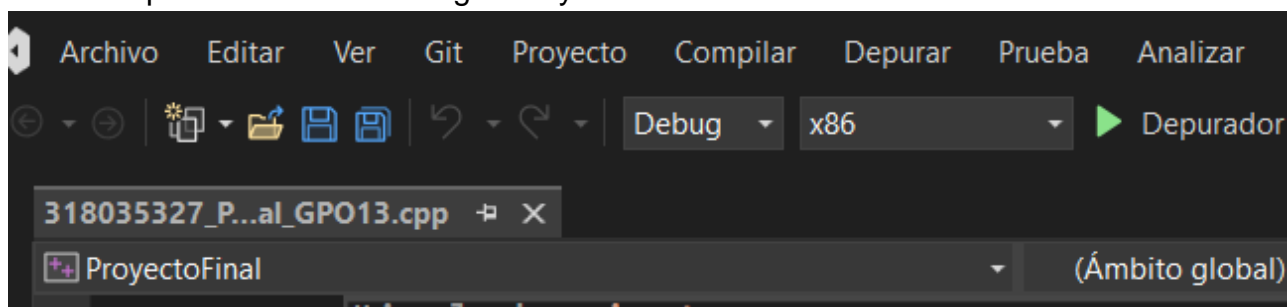 Archivo Editar Ver Git Proyecto Compilar Depurar Prueba Analizar
Debug x86 Depurador
318035327_P...al_GPO13.cpp
ProyectoFinal (Ámbito global)